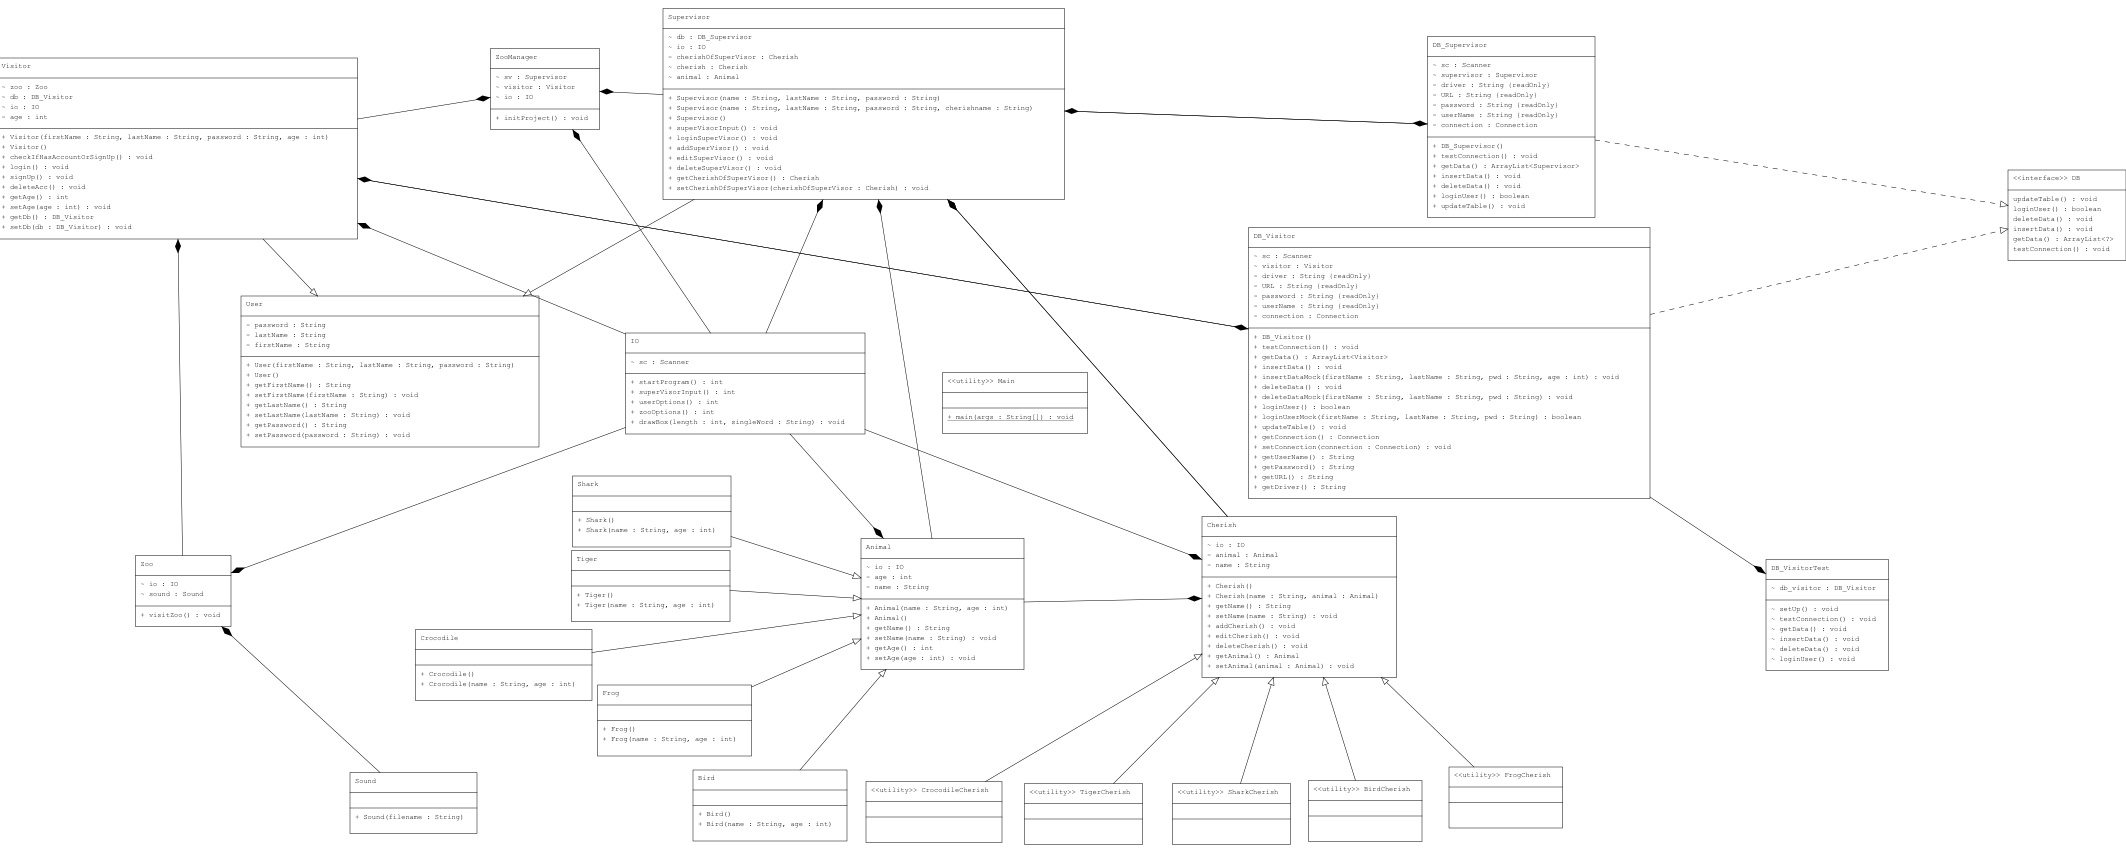 Supervisor
~ db : DB_Supervisor
~ io : IO
~ cherishOfSuperVisor : Cherish
~ cherish : Cherish
~ animal : Animal
+ Supervisor(name : String, lastName : String, password : String)
+ Supervisor(name : String, lastName : String, password : String, cherishname : String)
+ Supervisor()
+ superVisorInput() : void
+ loginSuperVisor() : void
+ addSuperVisor() : void
+ editSuperVisor() : void
+ deleteSuperVisor() : void
+ getCherishOfSuperVisor() : Cherish
+ setCherishOfSuperVisor(cherishOfSuperVisor : Cherish) : void
Visitor
~ zoo : Zoo
~ db : DB_Visitor
~ io : IO
- age : int
+ Visitor(firstName : String, lastName : String, password : String, age : int)
+ Visitor()
+ checkIfHasAccountOrSignUp() : void
+ login() : void
+ signUp() : void
+ deleteAcc() : void
+ getAge() : int
+ setAge(age : int) : void
+ getDb() : DB_Visitor
+ setDb(db : DB_Visitor) : void
ZooManager
~ sv : Supervisor
~ visitor : Visitor
~ io : IO
+ initProject() : void
DB_Supervisor
~ sc : Scanner
~ supervisor : Supervisor
- driver : String {readOnly}
- URL : String {readOnly}
- password : String {readOnly}
- userName : String {readOnly}
- connection : Connection
+ DB_Supervisor()
+ testConnection() : void
+ getData() : ArrayList<Supervisor>
+ insertData() : void
+ deleteData() : void
+ loginUser() : boolean
+ updateTable() : void
<<interface>> DB
updateTable() : void
loginUser() : boolean
deleteData() : void
insertData() : void
getData() : ArrayList<?>
testConnection() : void
DB_Visitor
~ sc : Scanner
~ visitor : Visitor
- driver : String {readOnly}
- URL : String {readOnly}
- password : String {readOnly}
- userName : String {readOnly}
- connection : Connection
+ DB_Visitor()
+ testConnection() : void
+ getData() : ArrayList<Visitor>
+ insertData() : void
+ insertDataMock(firstName : String, lastName : String, pwd : String, age : int) : void
+ deleteData() : void
+ deleteDataMock(firstName : String, lastName : String, pwd : String) : void
+ loginUser() : boolean
+ loginUserMock(firstName : String, lastName : String, pwd : String) : boolean
+ updateTable() : void
+ getConnection() : Connection
+ setConnection(connection : Connection) : void
+ getUserName() : String
+ getPassword() : String
+ getURL() : String
+ getDriver() : String
User
- password : String
- lastName : String
- firstName : String
+ User(firstName : String, lastName : String, password : String)
+ User()
+ getFirstName() : String
+ setFirstName(firstName : String) : void
+ getLastName() : String
+ setLastName(lastName : String) : void
+ getPassword() : String
+ setPassword(password : String) : void
IO
~ sc : Scanner
+ startProgram() : int
+ superVisorInput() : int
+ userOptions() : int
+ zooOptions() : int
+ drawBox(length : int, singleWord : String) : void
<<utility>> Main
+ main(args : String[]) : void
Shark
+ Shark()
+ Shark(name : String, age : int)
Tiger
+ Tiger()
+ Tiger(name : String, age : int)
Crocodile
+ Crocodile()
+ Crocodile(name : String, age : int)
Frog
+ Frog()
+ Frog(name : String, age : int)
Bird
+ Bird()
+ Bird(name : String, age : int)
Animal
~ io : IO
- age : int
- name : String
+ Animal(name : String, age : int)
+ Animal()
+ getName() : String
+ setName(name : String) : void
+ getAge() : int
+ setAge(age : int) : void
Cherish
~ io : IO
- animal : Animal
- name : String
+ Cherish()
+ Cherish(name : String, animal : Animal)
+ getName() : String
+ setName(name : String) : void
+ addCherish() : void
+ editCherish() : void
+ deleteCherish() : void
+ getAnimal() : Animal
+ setAnimal(animal : Animal) : void
DB_VisitorTest
~ db_visitor : DB_Visitor
~ setUp() : void
~ testConnection() : void
~ getData() : void
~ insertData() : void
~ deleteData() : void
~ loginUser() : void
Zoo
~ io : IO
~ sound : Sound
+ visitZoo() : void
Sound
+ Sound(filename : String)
<<utility>> CrocodileCherish
<<utility>> TigerCherish
<<utility>> SharkCherish
<<utility>> BirdCherish
<<utility>> FrogCherish